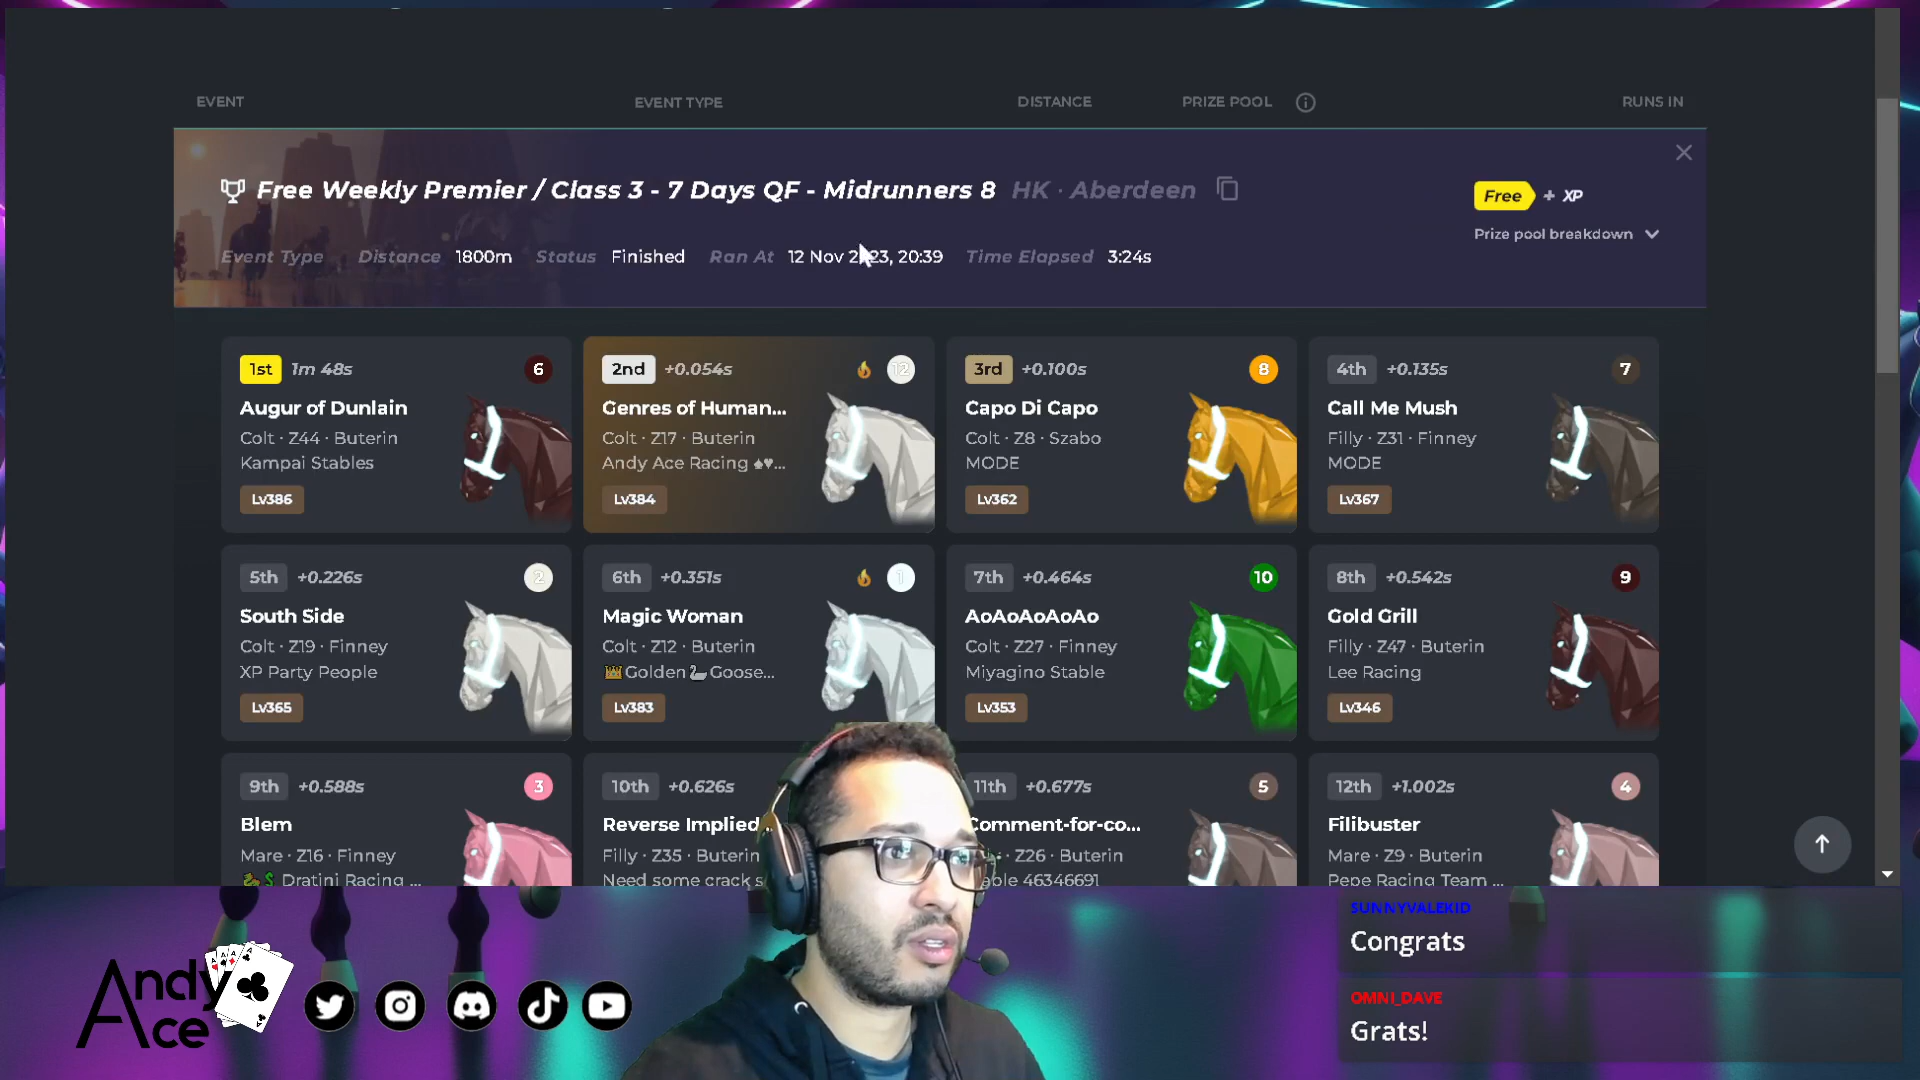 EVENT EVENT TYPE DISTANCE PRIZE POOL RUNS IN
Free Weekly Premier / Class 3 - 7 Days QF - Midrunners 8 HK · Aberdeen
Free + XP
Prize pool breakdown
Event Type Distance 1800m Status Finished Ran At 12 Nov 2023, 20:39 Time Elapsed 3:24s
1st 1m 48s 6
Augur of Dunlain
Colt · Z44 · Buterin
Kampai Stables
Lv386
2nd +0.054s 12
Genres of Human...
Colt · Z17 · Buterin
Andy Ace Racing ♠♥...
Lv384
3rd +0.100s 8
Capo Di Capo
Colt · Z8 · Szabo
MODE
Lv362
4th +0.135s 7
Call Me Mush
Filly · Z31 · Finney
MODE
Lv367
5th +0.226s 2
South Side
Colt · Z19 · Finney
XP Party People
Lv365
6th +0.351s 1
Magic Woman
Colt · Z12 · Buterin
👑Golden🦢Goose...
Lv383
7th +0.464s 10
AoAoAoAoAo
Colt · Z27 · Finney
Miyagino Stable
Lv353
8th +0.542s 9
Gold Grill
Filly · Z47 · Buterin
Lee Racing
Lv346
9th +0.588s 3
Blem
Mare · Z16 · Finney
🐉💲 Dratini Racing ...
10th +0.626s
Reverse Implied
Filly · Z35 · Buterin
Need some crack
11th +0.677s 5
Comment-for-co...
Z26 · Buterin
46346691
12th +1.002s 4
Filibuster
Mare · Z9 · Buterin
Pepe Racing Team ...
Andy
Ace
SUNNYVALEKID
Congrats
OMNI_DAVE
Grats!